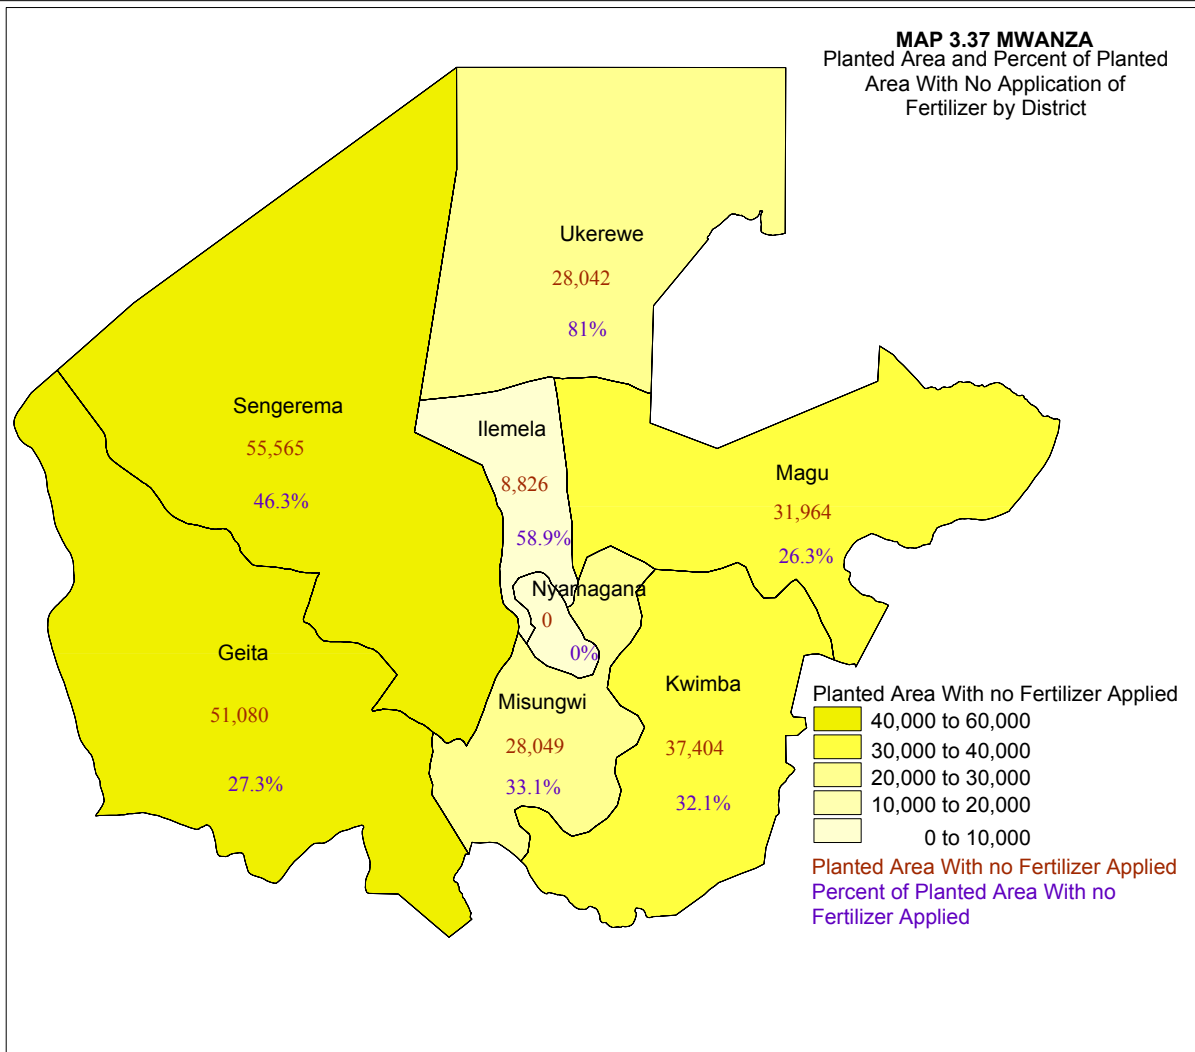 MAP 3.37 MWANZA
Planted Area and Percent of Planted
Area With No Application of
Fertilizer by District
Ukerewe
28,042
81%
Sengerema
55,565
46.3%
Ilemela
8,826
58.9%
Magu
31,964
26.3%
Nyamagana
0
0%
Geita
51,080
27.3%
Misungwi
28,049
33.1%
Kwimba
37,404
32.1%
Planted Area With no Fertilizer Applied
40,000 to 60,000
30,000 to 40,000
20,000 to 30,000
10,000 to 20,000
0 to 10,000
Planted Area With no Fertilizer Applied
Percent of Planted Area With no
Fertilizer Applied